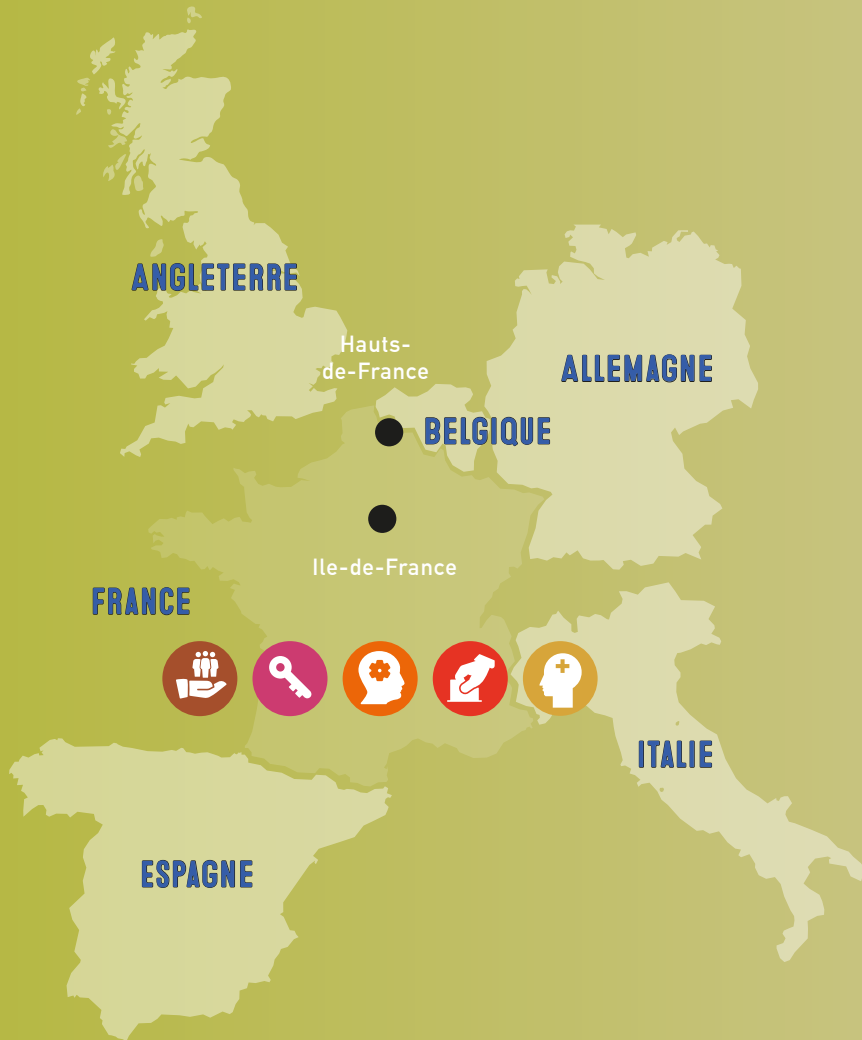 ANGLETERRE
Hauts-
de-France
ALLEMAGNE
BELGIQUE
Ile-de-France
FRANCE
ITALIE
ESPAGNE